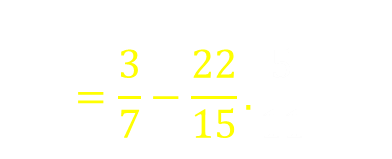 = 3/7 − 22/15.